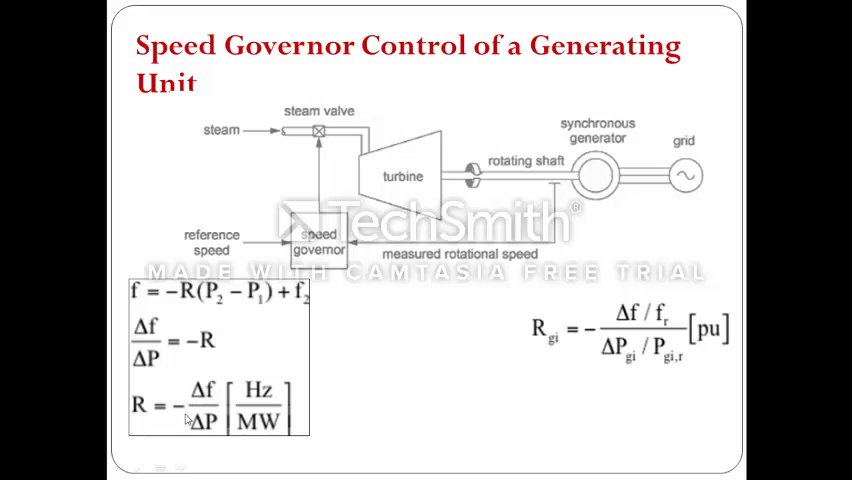 Speed Governor Control of a Generating
Unit
steam valve
steam
synchronous
generator
grid
rotating shaft
turbine
TechSmith®
reference
speed
speed
governor
measured rotational speed
MADE WITH CAMTASIA FREE TRIAL
f = −R(P₂ − P₁) + f₂
Δf
ΔP = −R
R = − Δf / ΔP [Hz / MW]
R_gi = − (Δf / f_r) / (ΔP_gi / P_gi,r) [pu]